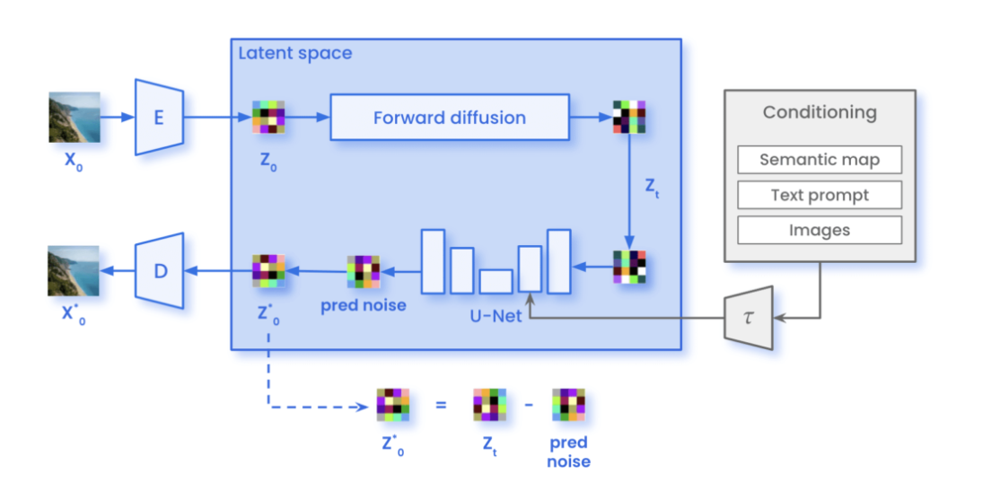 Latent space
E
Forward diffusion
X₀
Z₀
Zₜ
Conditioning
Semantic map
Text prompt
Images
D
X*₀
Z*₀
pred noise
U-Net
τ
Z*₀ = Zₜ - pred
noise